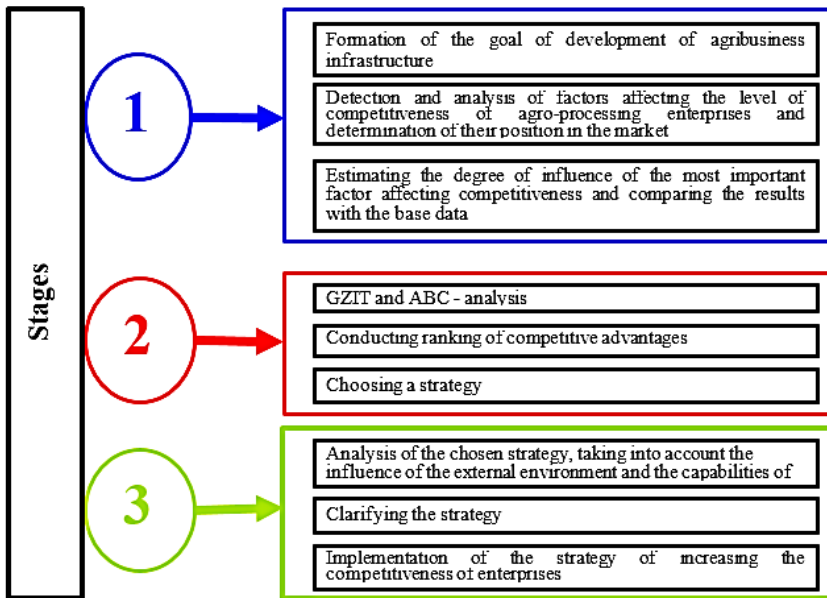 Stages
1
Formation of the goal of development of agribusiness
infrastructure
Detection and analysis of factors affecting the level of
competitiveness of agro-processing enterprises and
determination of their position in the market
Estimating the degree of influence of the most important
factor affecting competitiveness and comparing the results
with the base data
2
GZIT and ABC - analysis
Conducting ranking of competitive advantages
Choosing a strategy
3
Analysis of the chosen strategy, taking into account the
influence of the external environment and the capabilities of
Clarifying the strategy
Implementation of the strategy of increasing the
competitiveness of enterprises